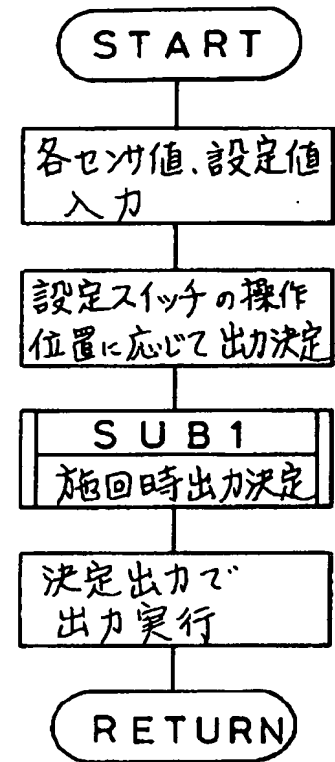 START
各センサ値、設定値
入力
設定スイッチの操作
位置に応じて出力決定
SUB1
施回時出力決定
決定出力で
出力実行
RETURN